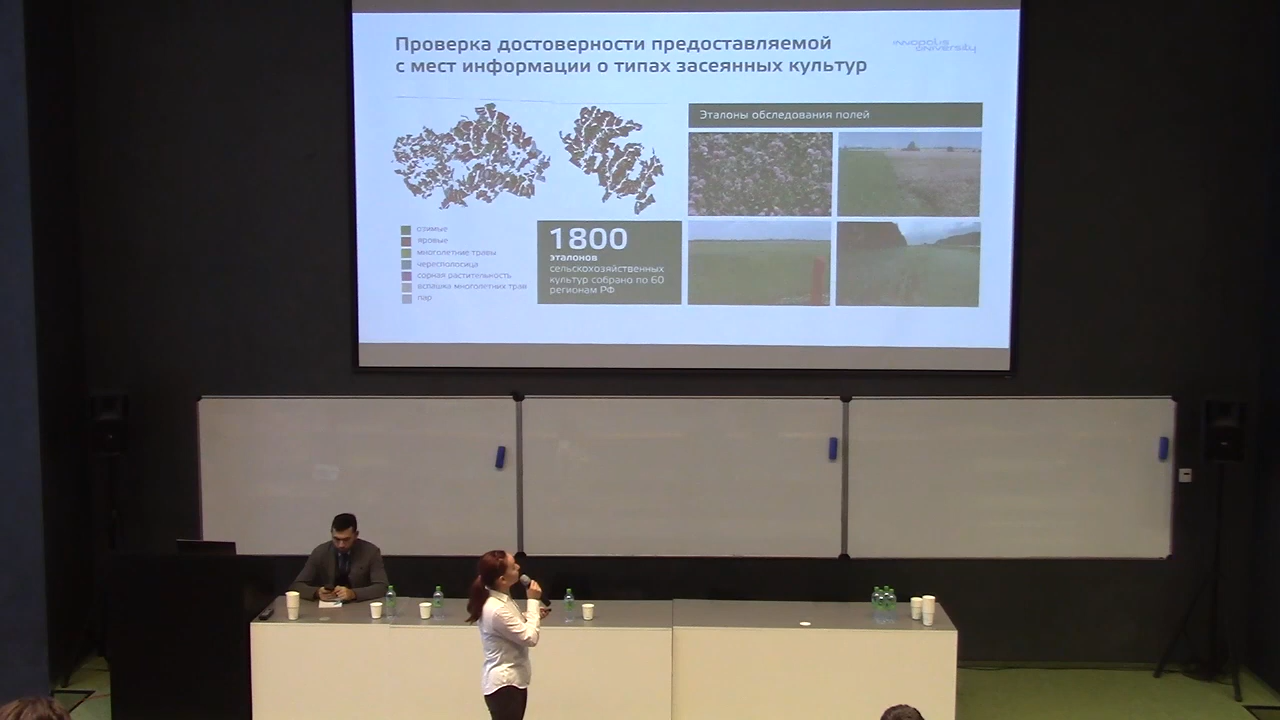 Проверка достоверности предоставляемой
с мест информации о типах засеянных культур
INNOPOLIS
UNIVERSITY
Эталоны обследования полей
озимые
яровые
многолетние травы
чересполосица
сорная растительность
вспашка многолетних трав
пар
1800
эталонов
сельскохозяйственных
культур собрано по 60
регионам РФ